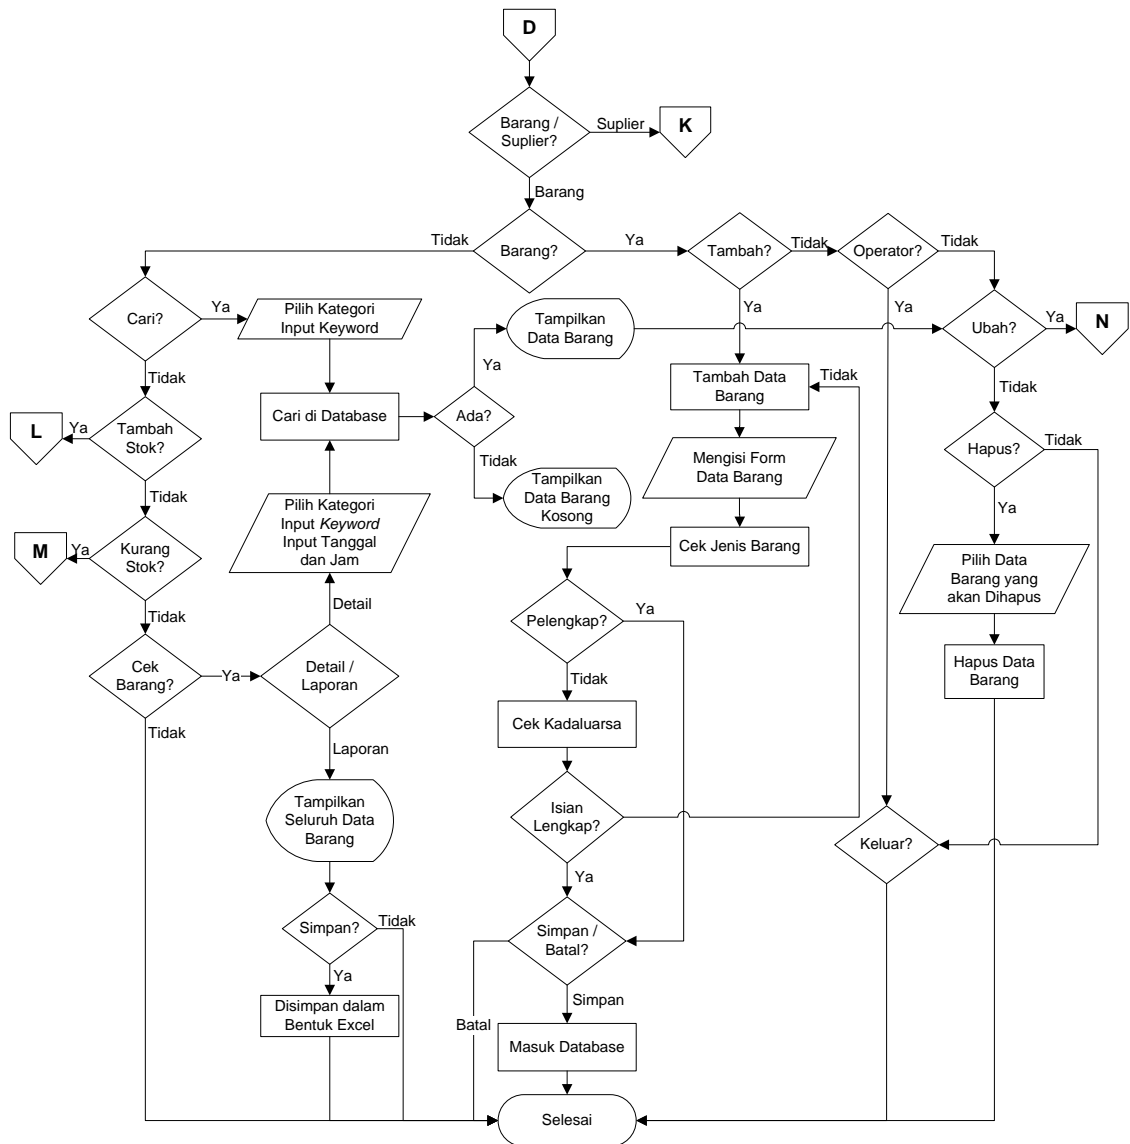 D
Barang /
Suplier?
Suplier
K
Barang
Tidak
Barang?
Ya
Tambah?
Tidak
Operator?
Tidak
Cari?
Ya
Pilih Kategori
Input Keyword
Tampilkan
Data Barang
Ya
Ya
Ubah?
Ya
N
Ya
Tidak
Tidak
Tambah Data
Barang
Tidak
L
Ya
Tambah
Stok?
Cari di Database
Ada?
Tidak
Mengisi Form
Data Barang
Hapus?
Tidak
Tidak
Pilih Kategori
Input Keyword
Input Tanggal
dan Jam
Tampilkan
Data Barang
Kosong
Ya
M
Ya
Kurang
Stok?
Cek Jenis Barang
Pilih Data
Barang yang
akan Dihapus
Tidak
Detail
Pelengkap?
Ya
Cek
Barang?
Ya
Detail /
Laporan
Tidak
Hapus Data
Barang
Tidak
Cek Kadaluarsa
Laporan
Tampilkan
Seluruh Data
Barang
Isian
Lengkap?
Keluar?
Ya
Simpan?
Tidak
Simpan /
Batal?
Ya
Disimpan dalam
Bentuk Excel
Simpan
Batal
Masuk Database
Selesai